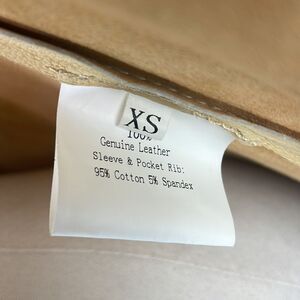 XS
100%
Genuine Leather
Sleeve & Pocket Rib:
95% Cotton 5% Spandex